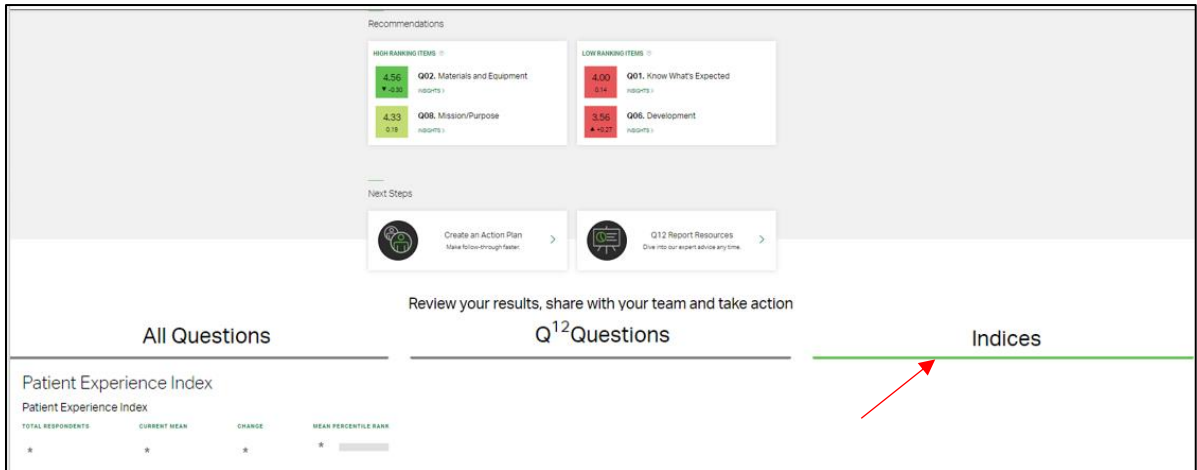 Recommendations
HIGH RANKING ITEMS
4.56
▼ -0.30
Q02. Materials and Equipment
INSIGHTS >
4.33
0.19
Q08. Mission/Purpose
INSIGHTS >
LOW RANKING ITEMS
4.00
0.14
Q01. Know What's Expected
INSIGHTS >
3.56
▲ +0.27
Q06. Development
INSIGHTS >
Next Steps
Create an Action Plan
Make follow-through faster.
Q12 Report Resources
Dive into our expert advice any time.
Review your results, share with your team and take action
All Questions
Q¹²Questions
Indices
Patient Experience Index
Patient Experience Index
TOTAL RESPONDENTS CURRENT MEAN CHANGE MEAN PERCENTILE RANK
* * * *